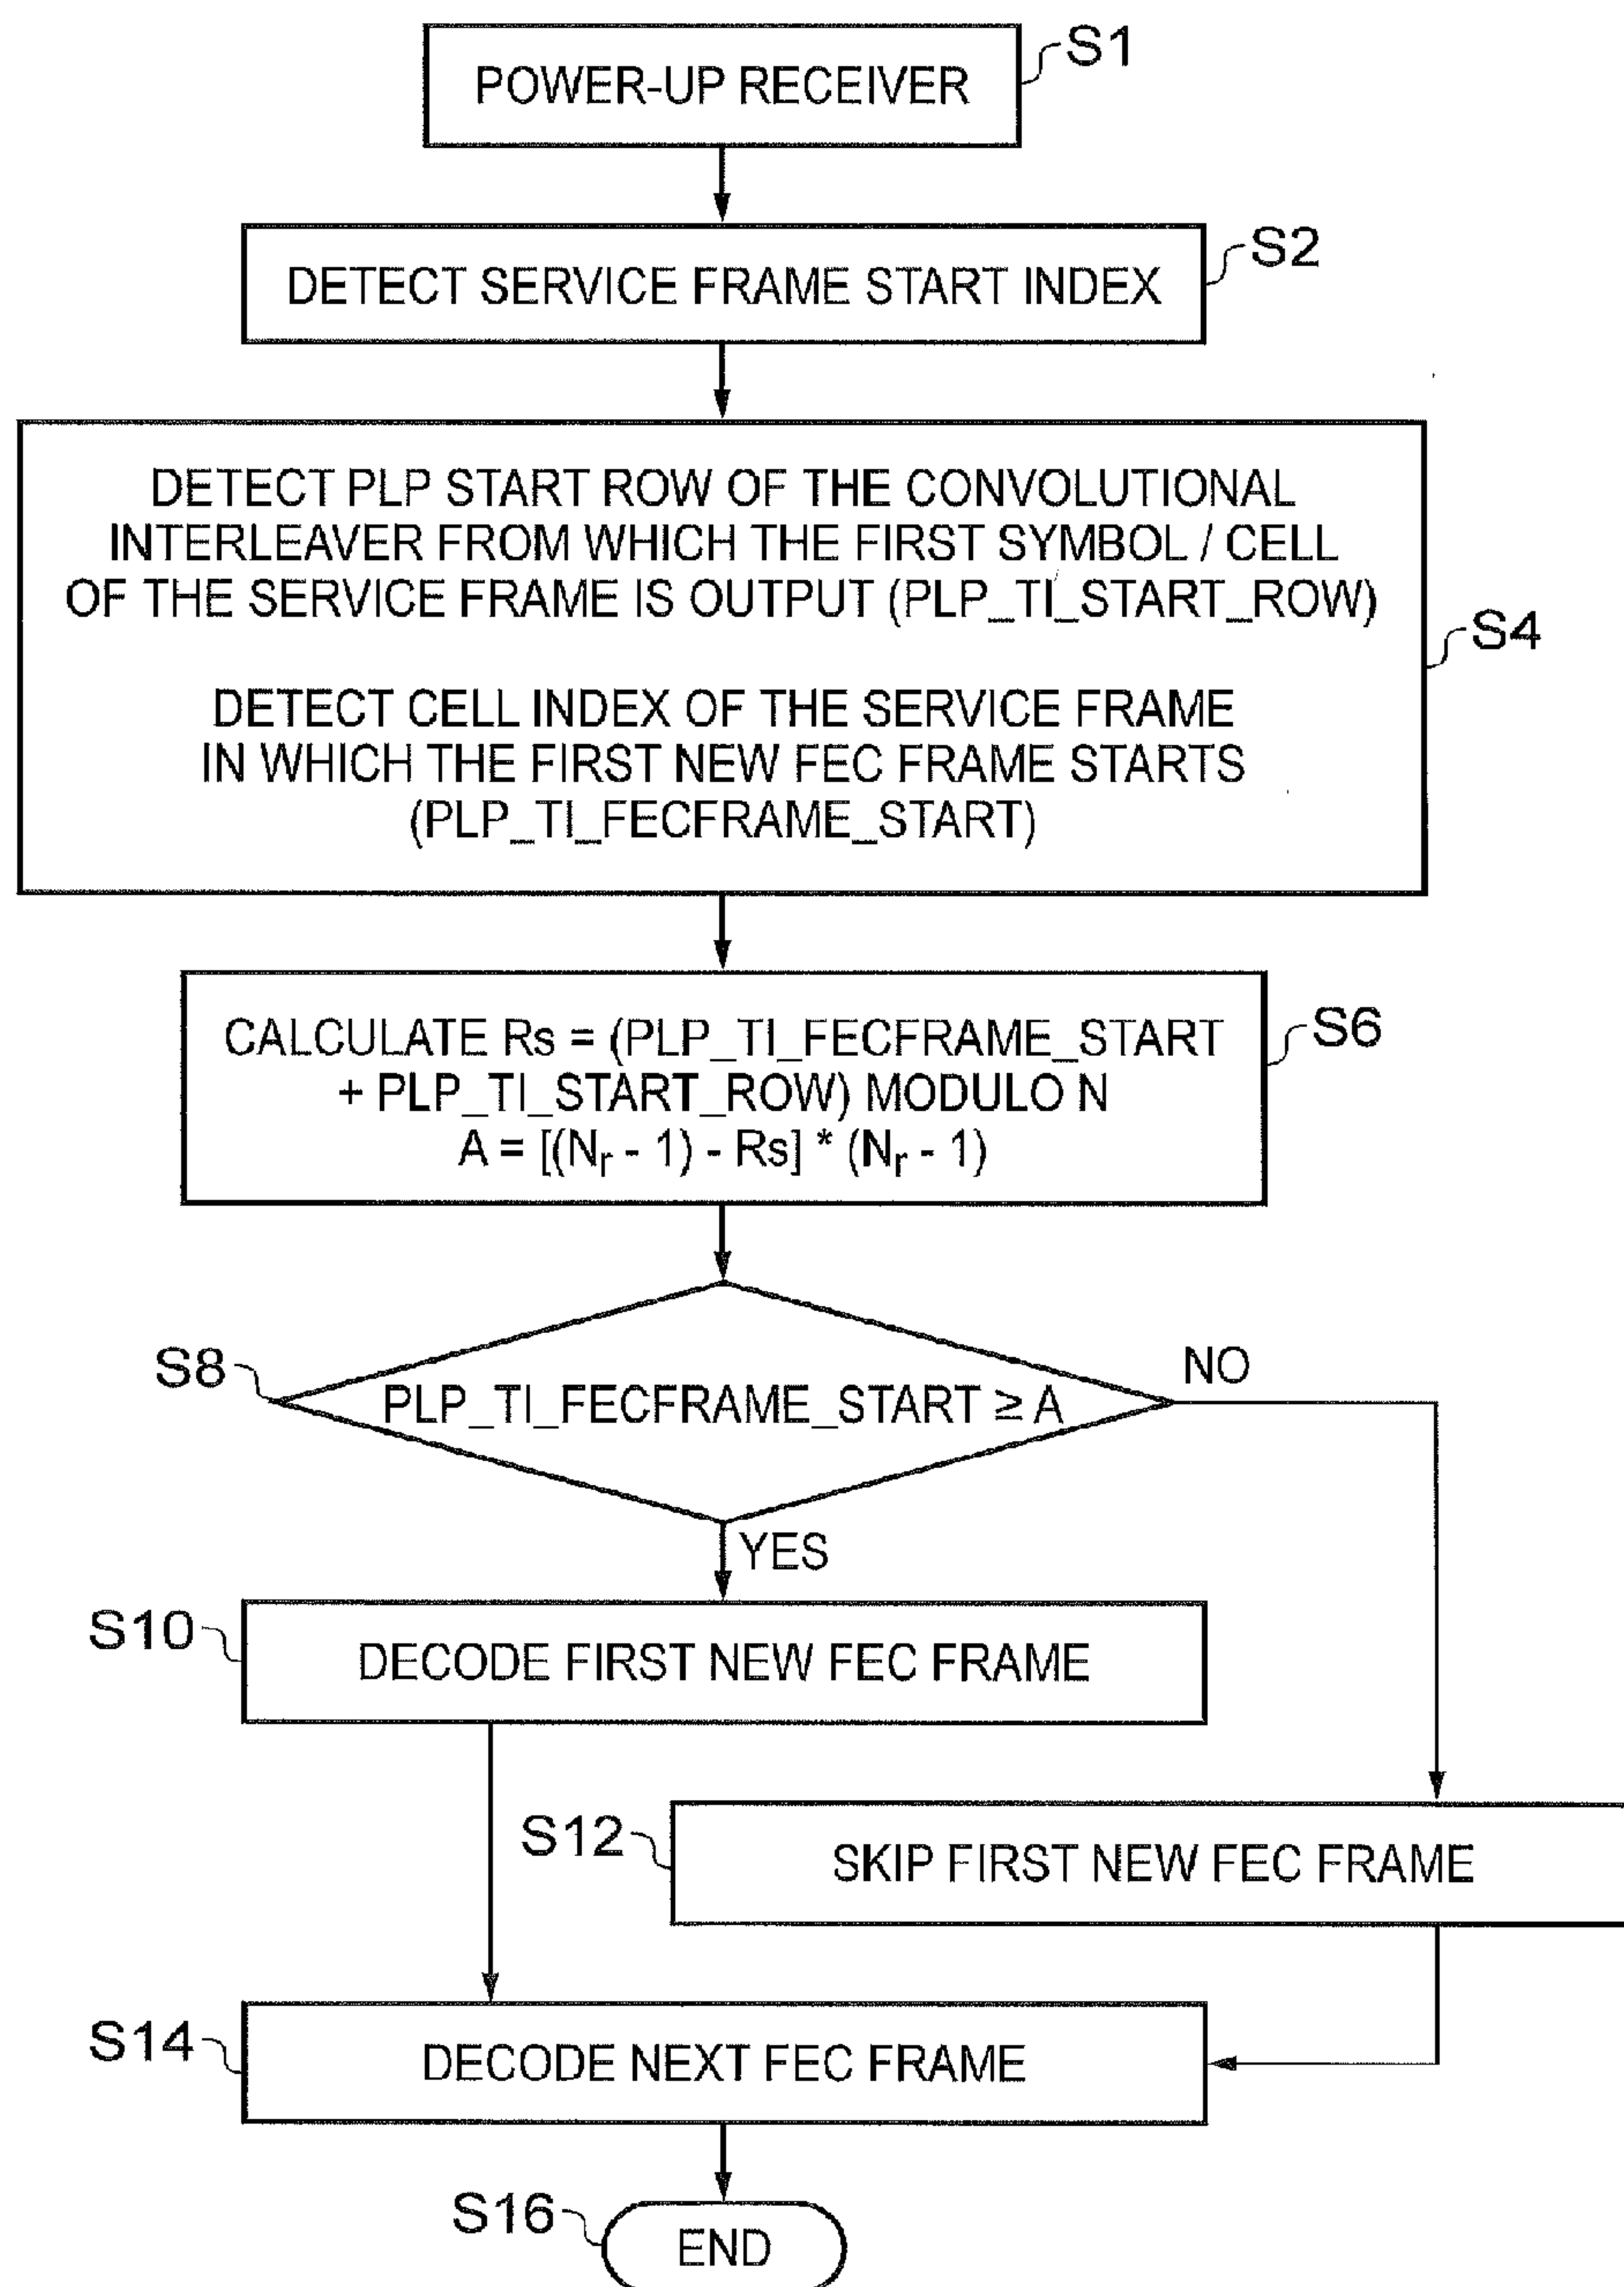 POWER-UP RECEIVER
S1
DETECT SERVICE FRAME START INDEX
S2
DETECT PLP START ROW OF THE CONVOLUTIONAL
INTERLEAVER FROM WHICH THE FIRST SYMBOL / CELL
OF THE SERVICE FRAME IS OUTPUT (PLP_TI_START_ROW)
DETECT CELL INDEX OF THE SERVICE FRAME
IN WHICH THE FIRST NEW FEC FRAME STARTS
(PLP_TI_FECFRAME_START)
S4
CALCULATE Rs = (PLP_TI_FECFRAME_START
+ PLP_TI_START_ROW) MODULO N
A = [(Nr - 1) - Rs] * (Nr - 1)
S6
S8
PLP_TI_FECFRAME_START ≥ A
NO
YES
S10
DECODE FIRST NEW FEC FRAME
S12
SKIP FIRST NEW FEC FRAME
S14
DECODE NEXT FEC FRAME
S16
END